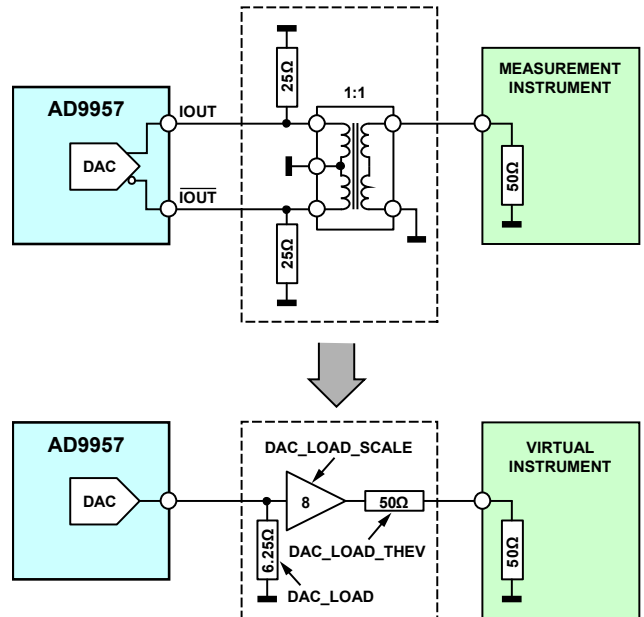 25Ω
1:1
MEASUREMENT
INSTRUMENT
AD9957
IOUT
DAC
IOUT
50Ω
25Ω
AD9957
DAC_LOAD_SCALE
VIRTUAL
INSTRUMENT
DAC
8
50Ω
50Ω
6.25Ω
DAC_LOAD_THEV
DAC_LOAD